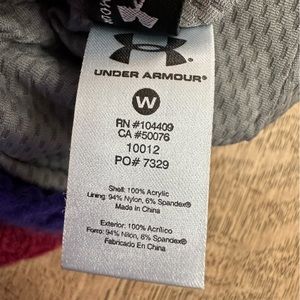 UNDER ARMOUR®
W
RN #104409
CA #50076
10012
PO# 7329
Shell: 100% Acrylic
Lining: 94% Nylon, 6% Spandex®
Made In China
Exterior: 100% Acrílico
Forro: 94% Nilon, 6% Spandex®
Fabricado En China